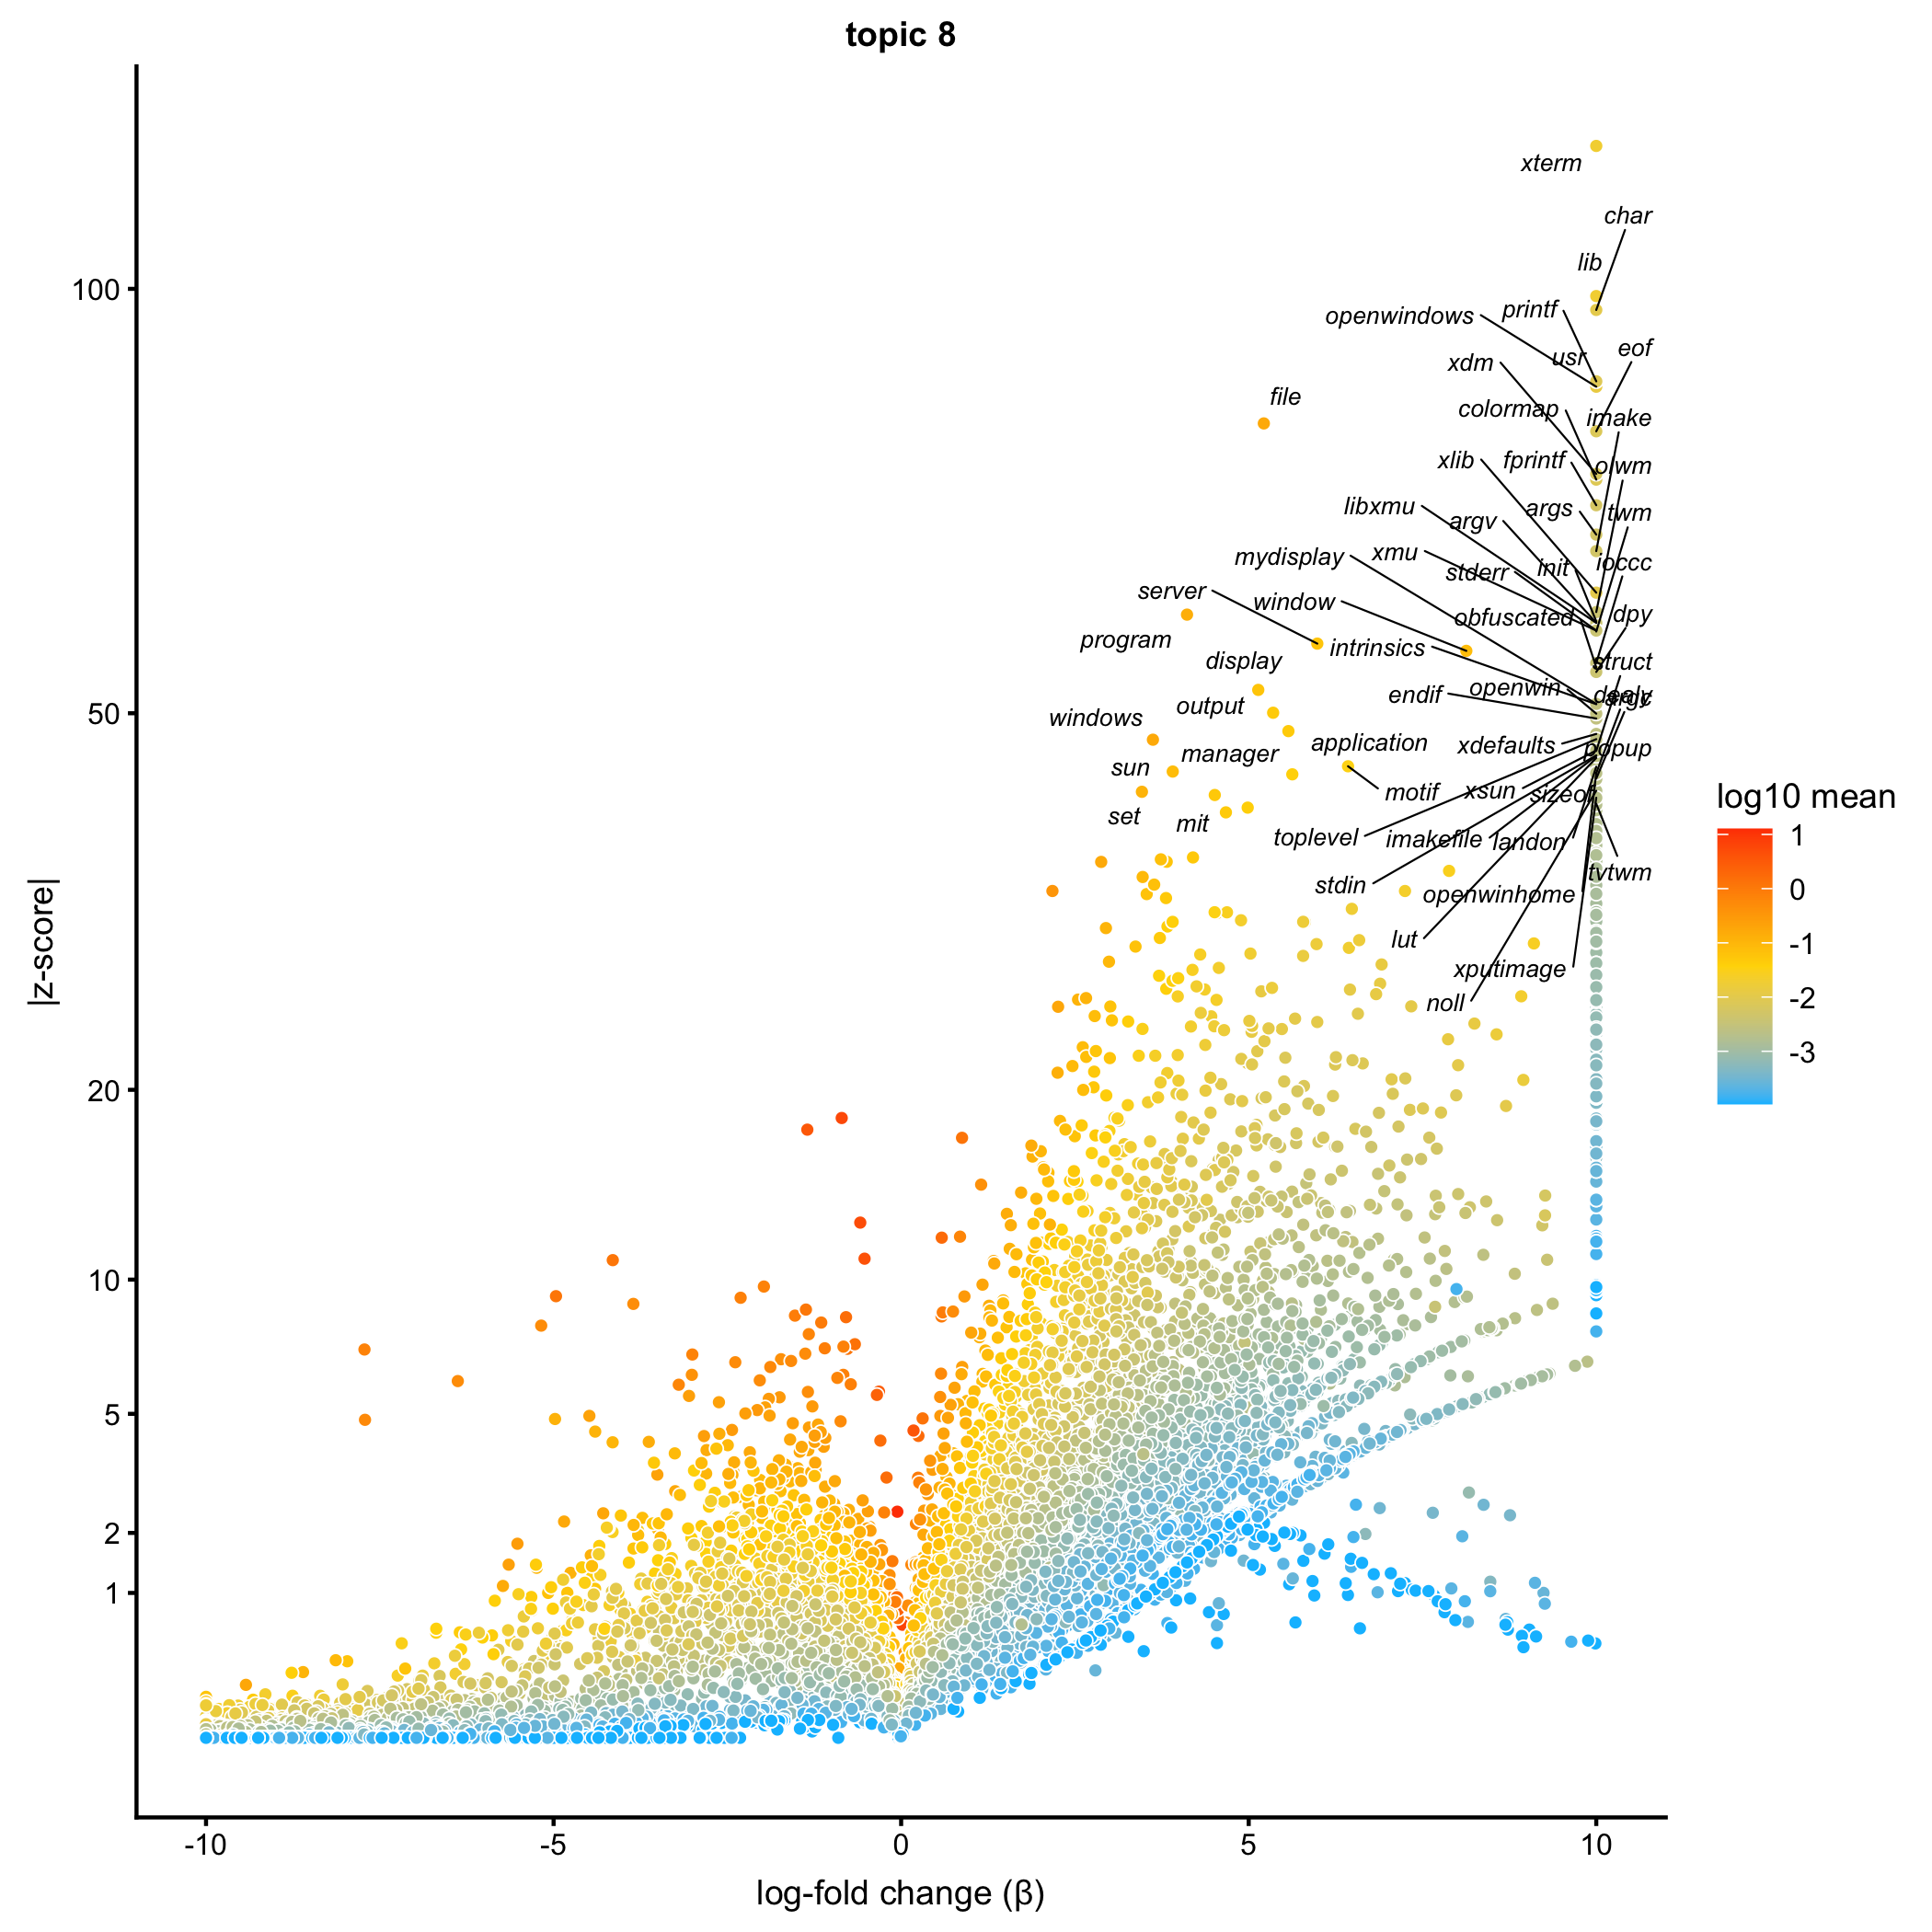 topic 8
xterm
char
lib
openwindows
printf
usr
eof
xdm
file
colormap
imake
xlib
fprintf
olwm
libxmu
argv
args
twm
mydisplay
xmu
stderr
init
ioccc
server
window
obfuscated
dpy
program
display
intrinsics
struct
windows
output
endif
openwin
dealy
argc
sun
manager
application
xdefaults
popup
set
mit
motif
xsun
sizeof
toplevel
imakefile
landon
tvtwm
stdin
openwinhome
lut
xputimage
noll
100
50
20
10
5
2
1
|z-score|
-10
-5
0
5
10
log-fold change (β)
log10 mean
1
0
-1
-2
-3